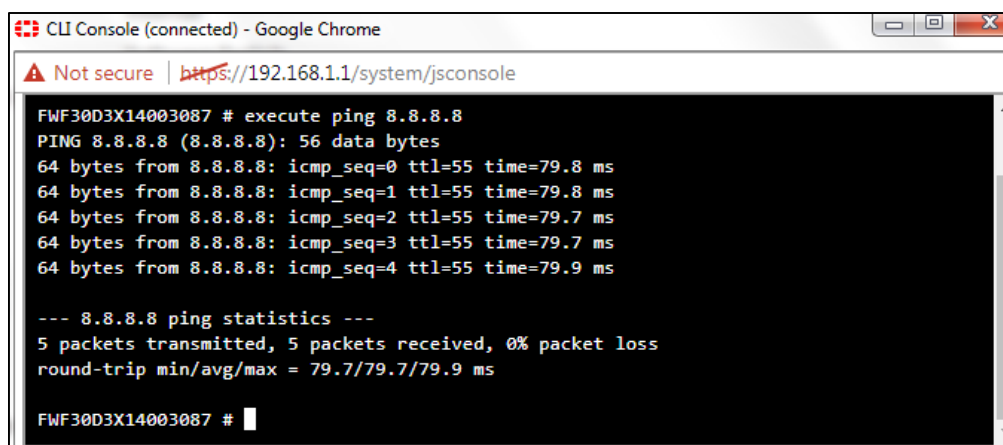 CLI Console (connected) - Google Chrome
Not secure | https://192.168.1.1/system/jsconsole
FWF30D3X14003087 # execute ping 8.8.8.8
PING 8.8.8.8 (8.8.8.8): 56 data bytes
64 bytes from 8.8.8.8: icmp_seq=0 ttl=55 time=79.8 ms
64 bytes from 8.8.8.8: icmp_seq=1 ttl=55 time=79.8 ms
64 bytes from 8.8.8.8: icmp_seq=2 ttl=55 time=79.7 ms
64 bytes from 8.8.8.8: icmp_seq=3 ttl=55 time=79.7 ms
64 bytes from 8.8.8.8: icmp_seq=4 ttl=55 time=79.9 ms
--- 8.8.8.8 ping statistics ---
5 packets transmitted, 5 packets received, 0% packet loss
round-trip min/avg/max = 79.7/79.7/79.9 ms
FWF30D3X14003087 #